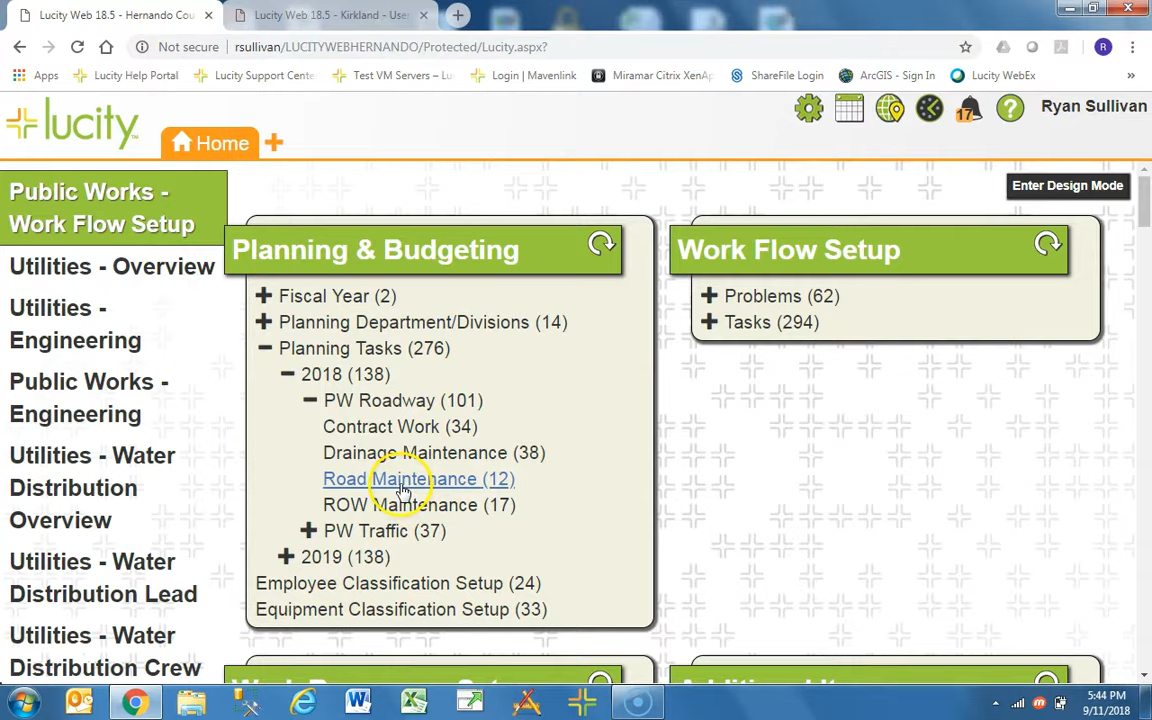 Lucity Web 18.5 - Hernando Cou
Lucity Web 18.5 - Kirkland - Use
Not secure
rsullivan/LUCITYWEBHERNANDO/Protected/Lucity.aspx?
R
Apps
Lucity Help Portal
Lucity Support Cente
Test VM Servers – Lu
Login | Mavenlink
Miramar Citrix XenAp
ShareFile Login
ArcGIS - Sign In
Lucity WebEx
»
lucity
Home
17
Ryan Sullivan
Enter Design Mode
Public Works -
Work Flow Setup
Utilities - Overview
Utilities -
Engineering
Public Works -
Engineering
Utilities - Water
Distribution
Overview
Utilities - Water
Distribution Lead
Utilities - Water
Distribution Crew
Planning & Budgeting
Fiscal Year (2)
Planning Department/Divisions (14)
Planning Tasks (276)
2018 (138)
PW Roadway (101)
Contract Work (34)
Drainage Maintenance (38)
Road Maintenance (12)
ROW Maintenance (17)
PW Traffic (37)
2019 (138)
Employee Classification Setup (24)
Equipment Classification Setup (33)
Work Flow Setup
Problems (62)
Tasks (294)
5:44 PM
9/11/2018